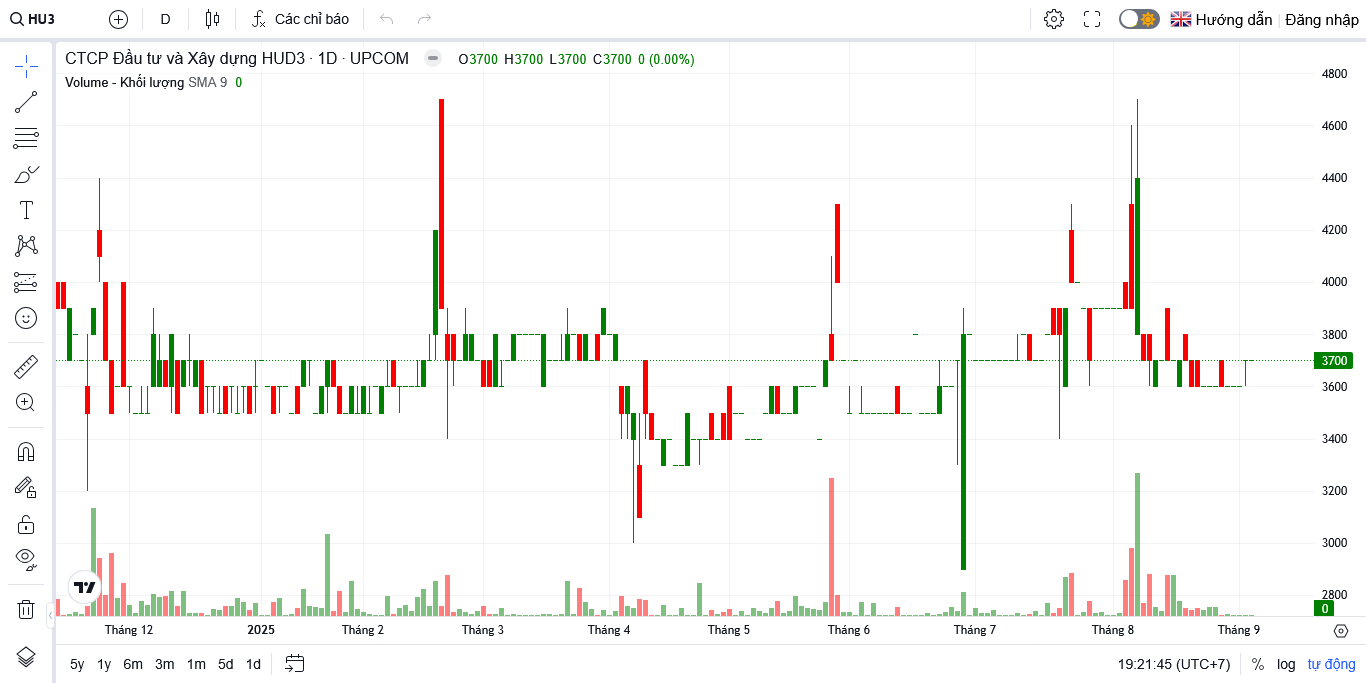 HU3 D Các chỉ báo Hướng dẫn Đăng nhập
CTCP Đầu tư và Xây dựng HUD3 · 1D · UPCOM O3700 H3700 L3700 C3700 0 (0.00%)
Volume - Khối lượng SMA 9 0
4800
4600
4400
4200
4000
3800
3700
3600
3400
3200
3000
2800
0
Tháng 12 2025 Tháng 2 Tháng 3 Tháng 4 Tháng 5 Tháng 6 Tháng 7 Tháng 8 Tháng 9
5y 1y 6m 3m 1m 5d 1d 19:21:45 (UTC+7) % log tự động